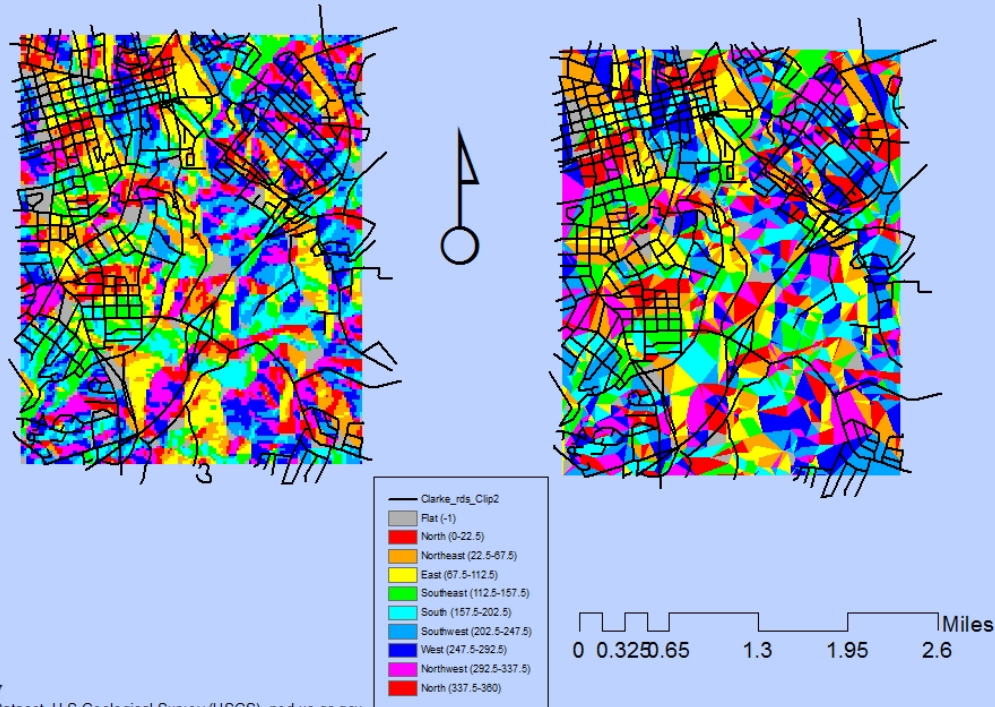 Clarke_rds_Clip2
Flat (-1)
North (0-22.5)
Northeast (22.5-67.5)
East (67.5-112.5)
Southeast (112.5-157.5)
South (157.5-202.5)
Southwest (202.5-247.5)
West (247.5-292.5)
Northwest (292.5-337.5)
North (337.5-360)
Miles
0 0.325 0.65 1.3 1.95 2.6